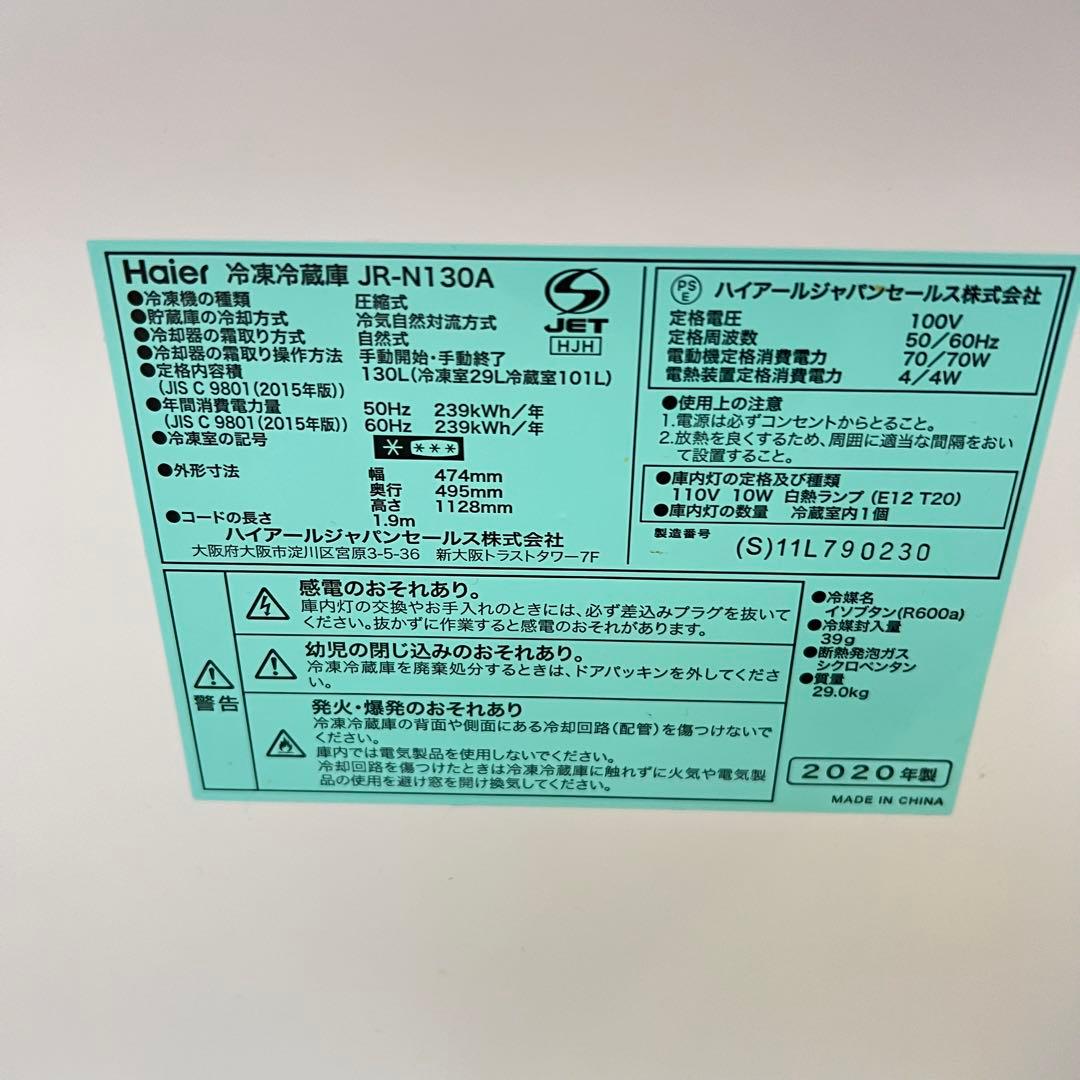 Haier 冷凍冷蔵庫 JR-N130A
●冷凍機の種類 圧縮式
●貯蔵庫の冷却方式 冷気自然対流方式
●冷却器の霜取り方式 自然式
●冷却器の霜取り操作方法 手動開始・手動終了
●定格内容積 130L(冷凍室29L冷蔵室101L)
(JIS C 9801(2015年版))
●年間消費電力量 50Hz 239kWh/年
(JIS C 9801(2015年版)) 60Hz 239kWh/年
●冷凍室の記号 * ***
●外形寸法 幅 474mm
奥行 495mm
高さ 1128mm
●コードの長さ 1.9m
ハイアールジャパンセールス株式会社
大阪府大阪市淀川区宮原3-5-36 新大阪トラストタワー7F
JET
HJH
PS E ハイアールジャパンセールス株式会社
定格電圧 100V
定格周波数 50/60Hz
電動機定格消費電力 70/70W
電熱装置定格消費電力 4/4W
●使用上の注意
1.電源は必ずコンセントからとること。
2.放熱を良くするため、周囲に適当な間隔をおい
て設置すること。
●庫内灯の定格及び種類
110V 10W 白熱ランプ (E12 T20)
●庫内灯の数量 冷蔵室内1個
製造番号 (S)11L790230
警告
感電のおそれあり。
庫内灯の交換やお手入れのときには、必ず差込みプラグを抜いて
ください。抜かずに作業すると感電のおそれがあります。
幼児の閉じ込みのおそれあり。
冷凍冷蔵庫を廃棄処分するときは、ドアパッキンを外してくださ
い。
発火・爆発のおそれあり
冷凍冷蔵庫の背面や側面にある冷却回路(配管)を傷つけないで
ください。
庫内では電気製品を使用しないでください。
冷却回路を傷つけたときは冷凍冷蔵庫に触れずに火気や電気製
品の使用を避け窓を開け換気してください。
●冷媒名
イソブタン(R600a)
●冷媒封入量
39g
●断熱発泡ガス
シクロペンタン
●質量
29.0kg
2020年製
MADE IN CHINA